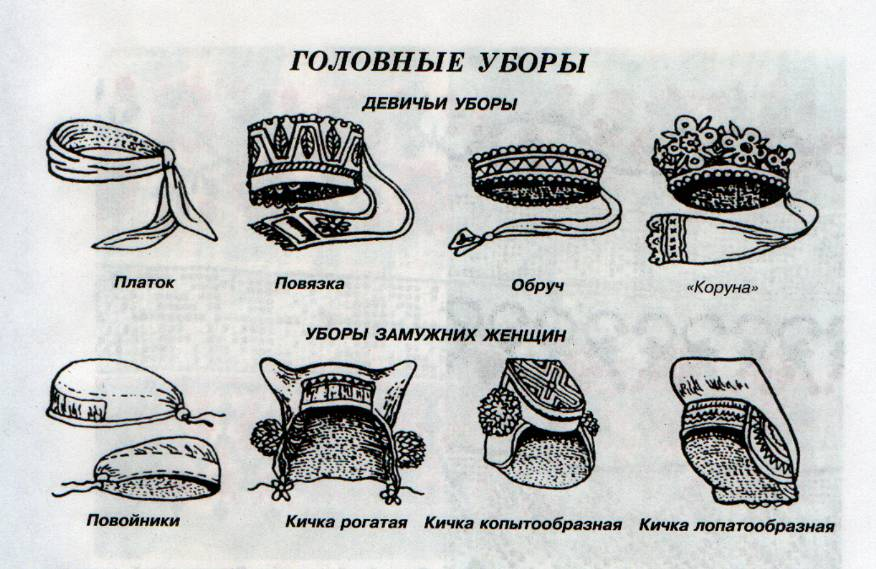 ГОЛОВНЫЕ УБОРЫ
ДЕВИЧЬИ УБОРЫ
Платок Повязка Обруч «Коруна»
УБОРЫ ЗАМУЖНИХ ЖЕНЩИН
Повойники Кичка рогатая Кичка копытообразная Кичка лопатообразная